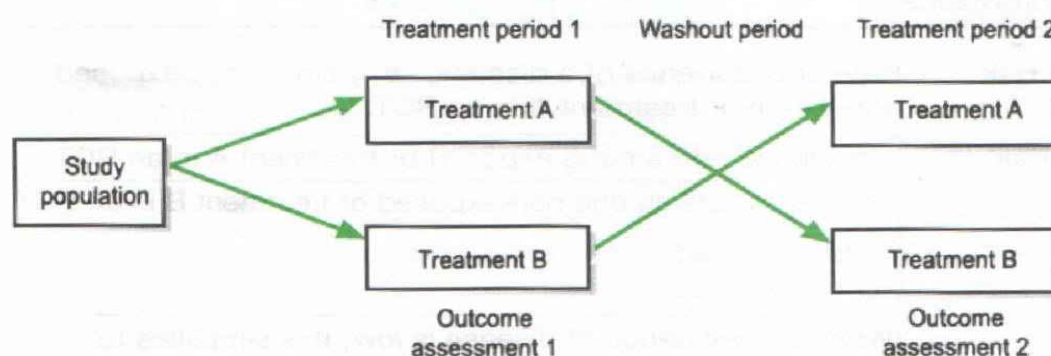 Treatment period 1 Washout period Treatment period 2
Treatment A Treatment A
Study
population
Treatment B Treatment B
Outcome Outcome
assessment 1 assessment 2